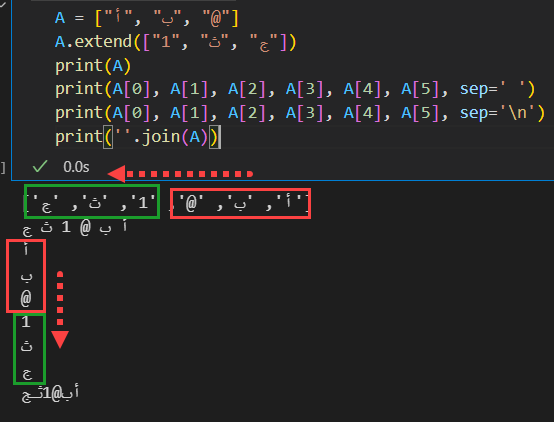 A = ["أ", "ب", "@"]
A.extend(["1", "ث", "ج"])
print(A)
print(A[0], A[1], A[2], A[3], A[4], A[5], sep=' ')
print(A[0], A[1], A[2], A[3], A[4], A[5], sep='\n')
print(''.join(A))
] ✓ 0.0s
['أ', 'ب', '@', '1', 'ث', 'ج']
أ ب @ 1 ث ج
أ
ب
@
1
ث
ج
أب@1ثج